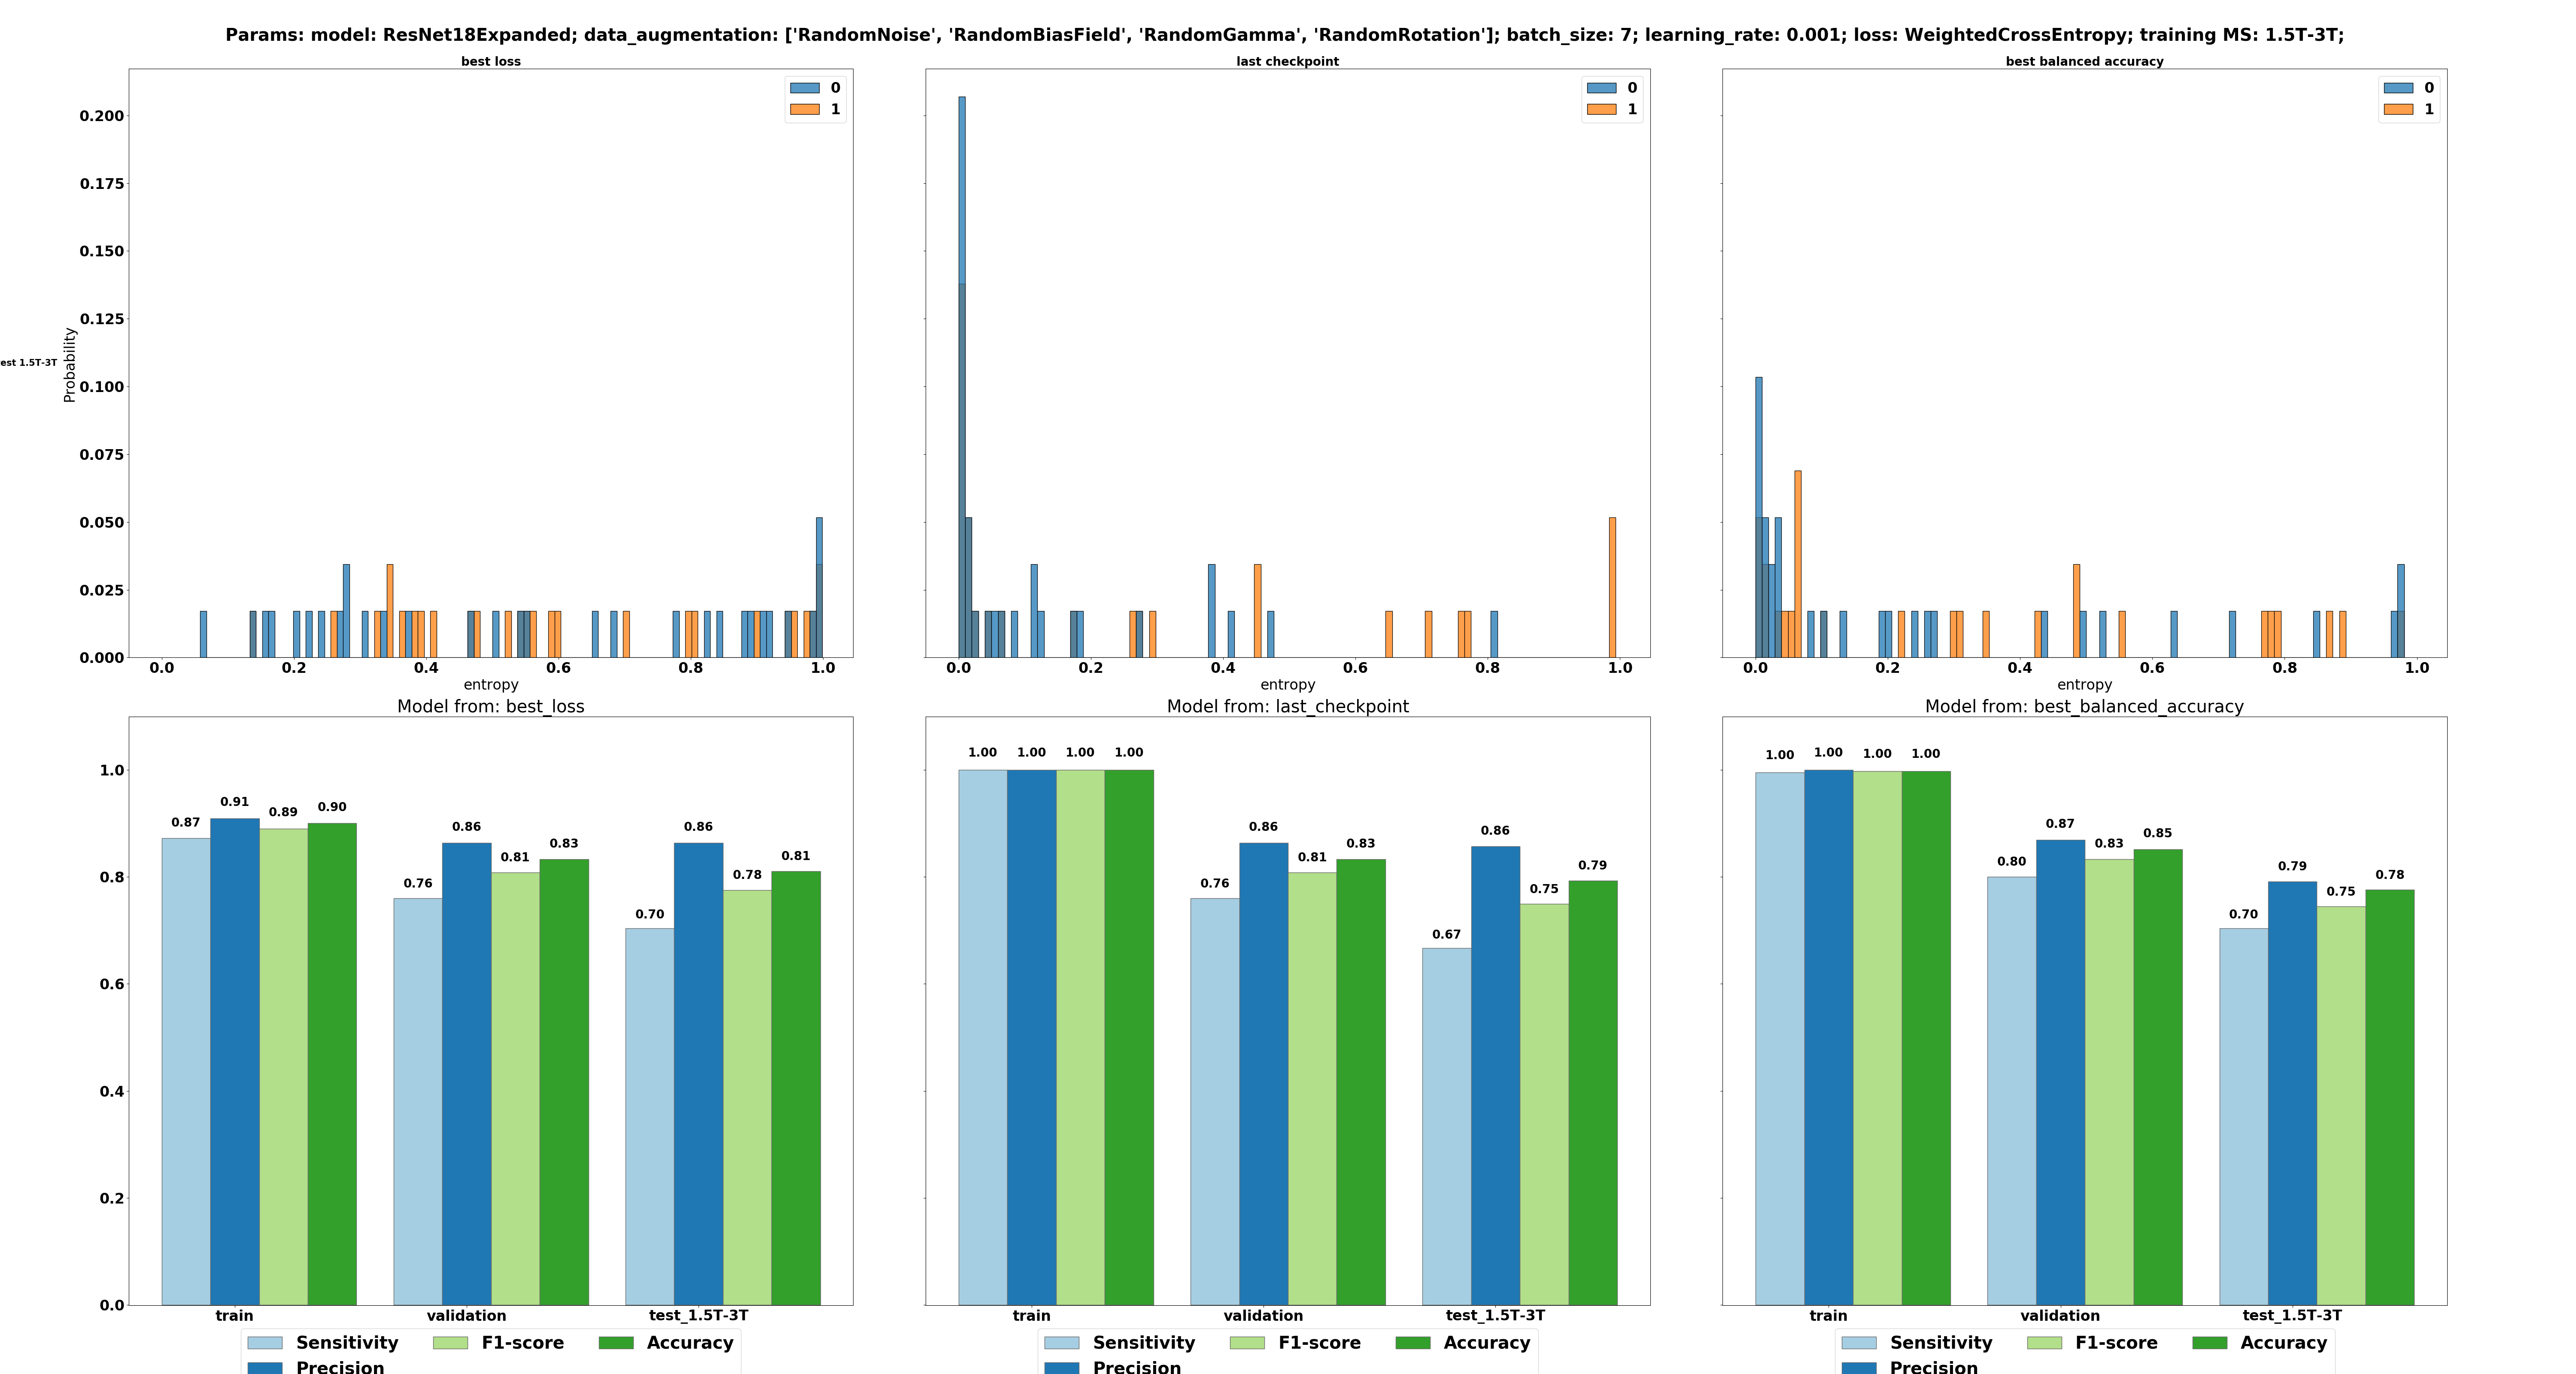 Params: model: ResNet18Expanded; data_augmentation: ['RandomNoise', 'RandomBiasField', 'RandomGamma', 'RandomRotation']; batch_size: 7; learning_rate: 0.001; loss: WeightedCrossEntropy; training MS: 1.5T-3T;
best loss
last checkpoint
best balanced accuracy
0
1
0
1
0
1
0.200
0.175
0.150
0.125
0.100
0.075
0.050
0.025
0.000
Probability
est 1.5T-3T
0.0 0.2 0.4 0.6 0.8 1.0
0.0 0.2 0.4 0.6 0.8 1.0
0.0 0.2 0.4 0.6 0.8 1.0
entropy
entropy
entropy
Model from: best_loss
Model from: last_checkpoint
Model from: best_balanced_accuracy
1.0
0.8
0.6
0.4
0.2
0.0
0.87 0.91 0.89 0.90
0.76 0.86 0.81 0.83
0.70 0.86 0.78 0.81
1.00 1.00 1.00 1.00
0.76 0.86 0.81 0.83
0.67 0.86 0.75 0.79
1.00 1.00 1.00 1.00
0.80 0.87 0.83 0.85
0.70 0.79 0.75 0.78
train validation test_1.5T-3T
train validation test_1.5T-3T
train validation test_1.5T-3T
Sensitivity F1-score Accuracy
Precision
Sensitivity F1-score Accuracy
Precision
Sensitivity F1-score Accuracy
Precision